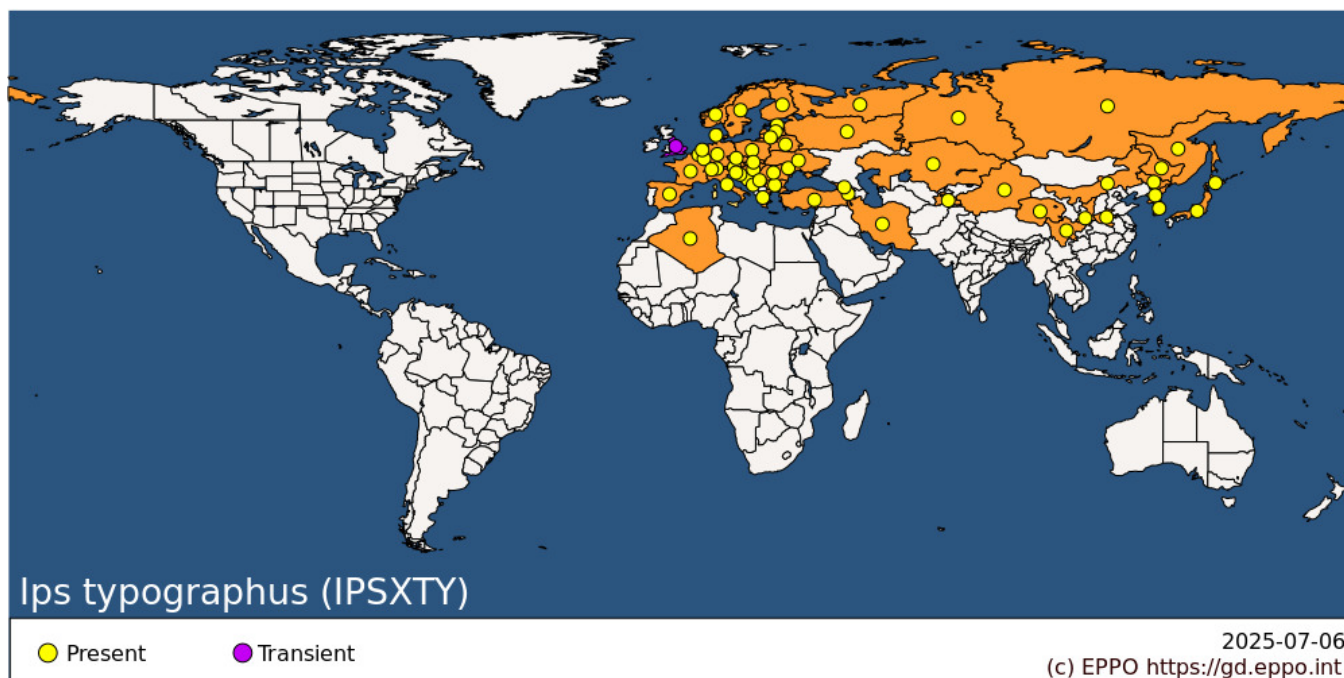 Ips typographus (IPSXTY)
Present
Transient
2025-07-06
(c) EPPO https://gd.eppo.int